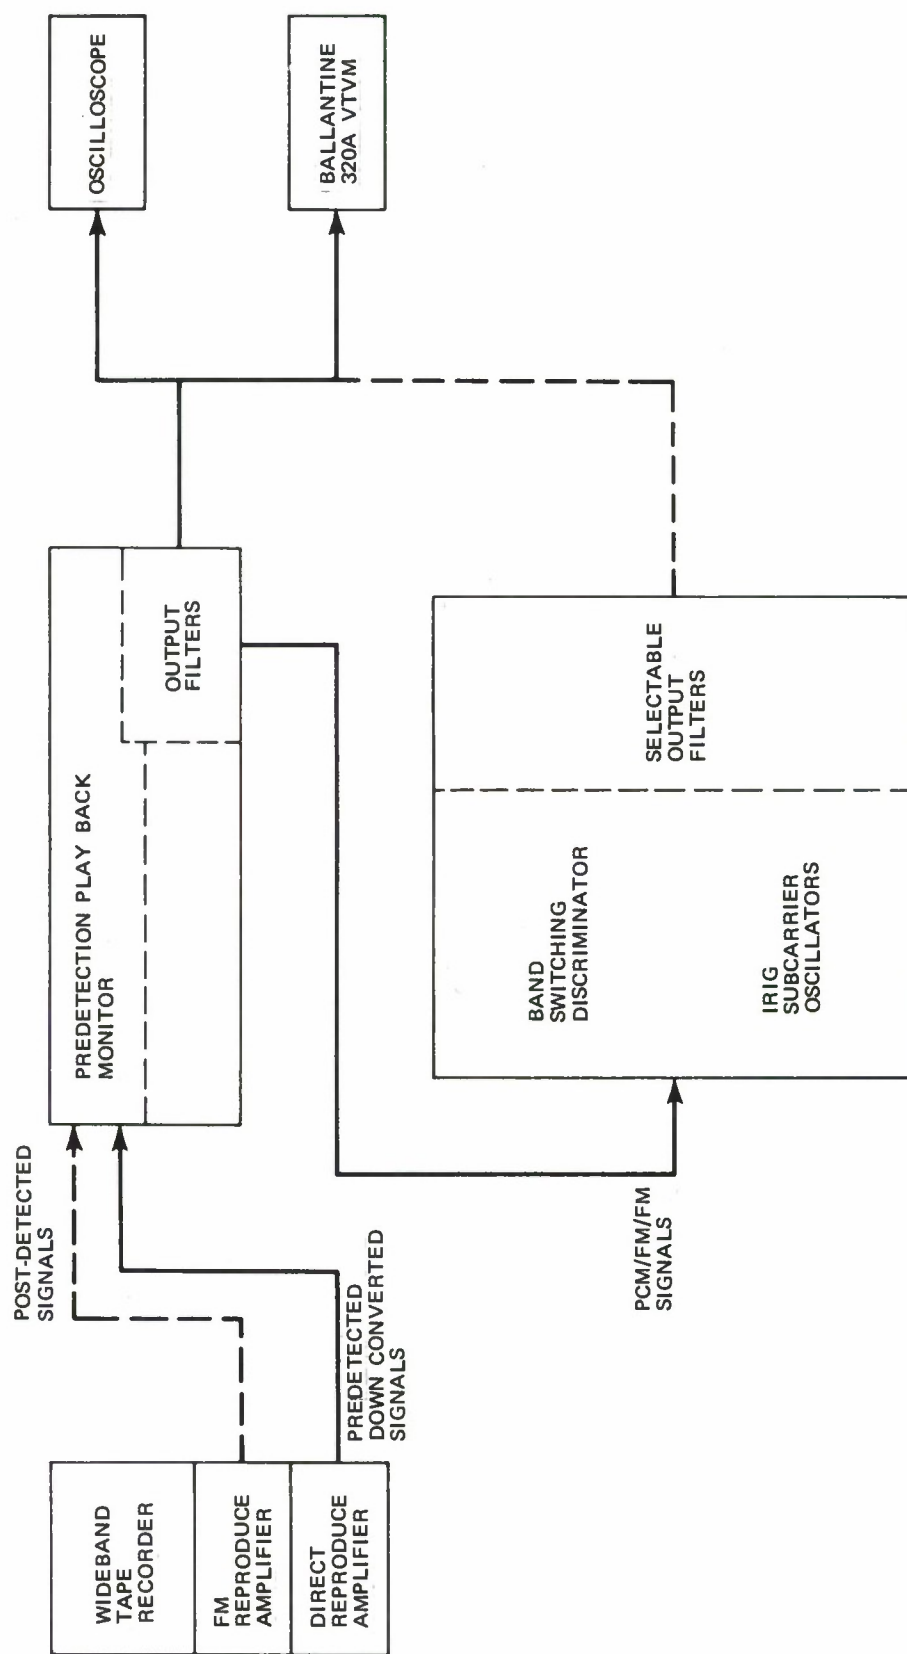 WIDEBAND
TAPE
RECORDER
FM
REPRODUCE
AMPLIFIER
DIRECT
REPRODUCE
AMPLIFIER
POST-DETECTED
SIGNALS
PREDETECTED
DOWN CONVERTED
SIGNALS
PREDETECTION PLAY BACK
MONITOR
OUTPUT
FILTERS
PCM/FM/FM
SIGNALS
BAND
SWITCHING
DISCRIMINATOR
IRIG
SUBCARRIER
OSCILLATORS
SELECTABLE
OUTPUT
FILTERS
OSCILLOSCOPE
BALLANTINE
320A VTVM